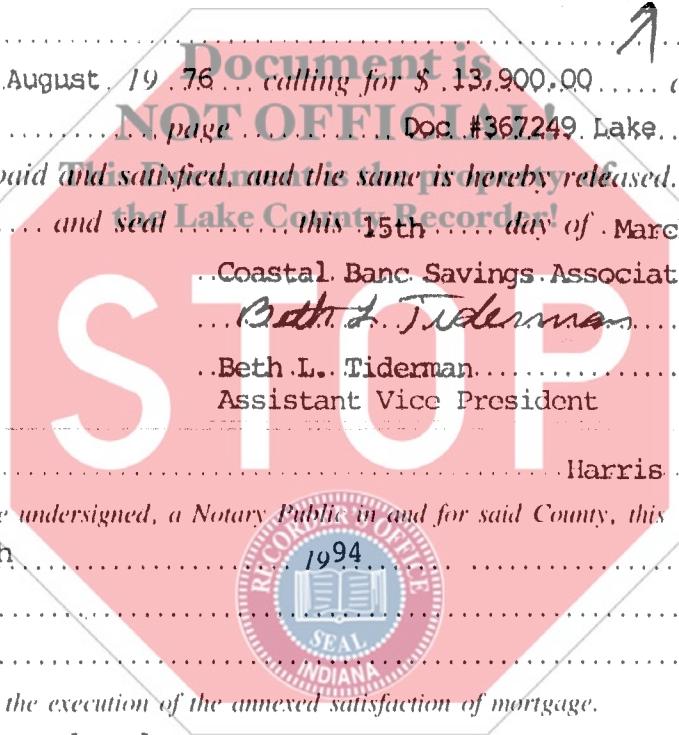 Document is
August 19 76 calling for $ 13,900.00
NOT OFFICIAL!
page Doc #367249 Lake
paid and satisfied, and the same is hereby released.
This Document is the property of
the Lake County Recorder!
and seal this 15th day of Marc
Coastal Banc Savings Associat
Beth L Tiderman
Beth L. Tiderman
Assistant Vice President
STOP
Harris
e undersigned, a Notary Public in and for said County, this
h 1994
RECORDER'S OFFICE
SEAL
INDIANA
the execution of the annexed satisfaction of mortgage.